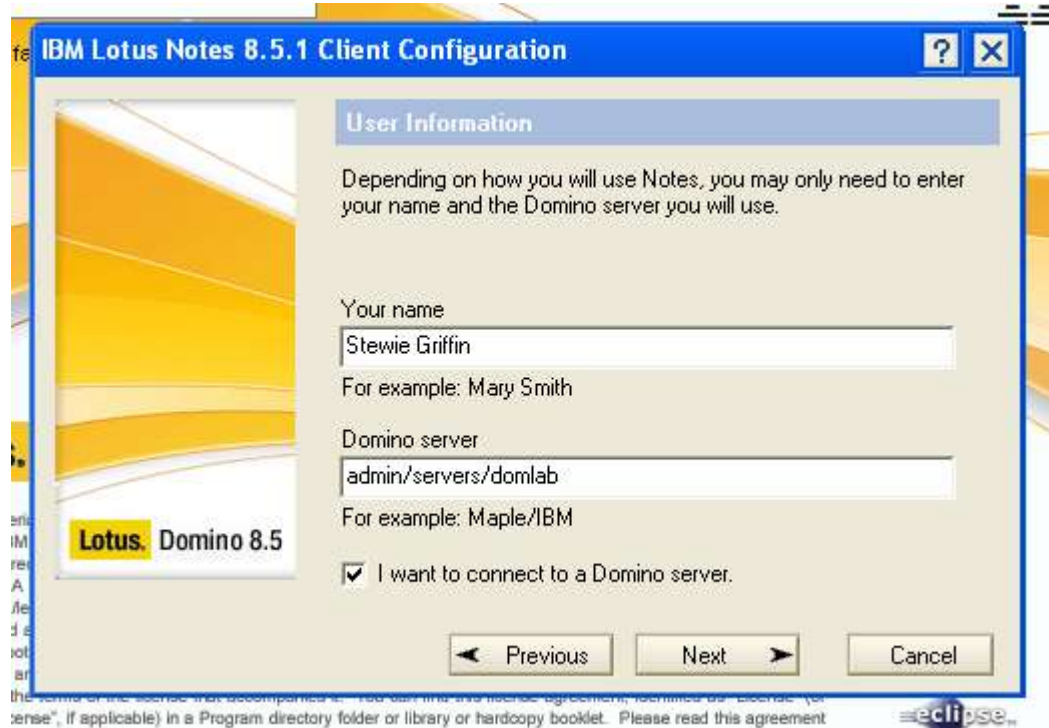 IBM Lotus Notes 8.5.1 Client Configuration
User Information
Depending on how you will use Notes, you may only need to enter
your name and the Domino server you will use.
Your name
Stewie Griffin
For example: Mary Smith
Domino server
admin/servers/domlab
For example: Maple/IBM
Lotus. Domino 8.5
I want to connect to a Domino server.
Previous
Next
Cancel
if applicable) in a Program directory folder or library or hardcopy booklet. Please read this agreement
eclipse